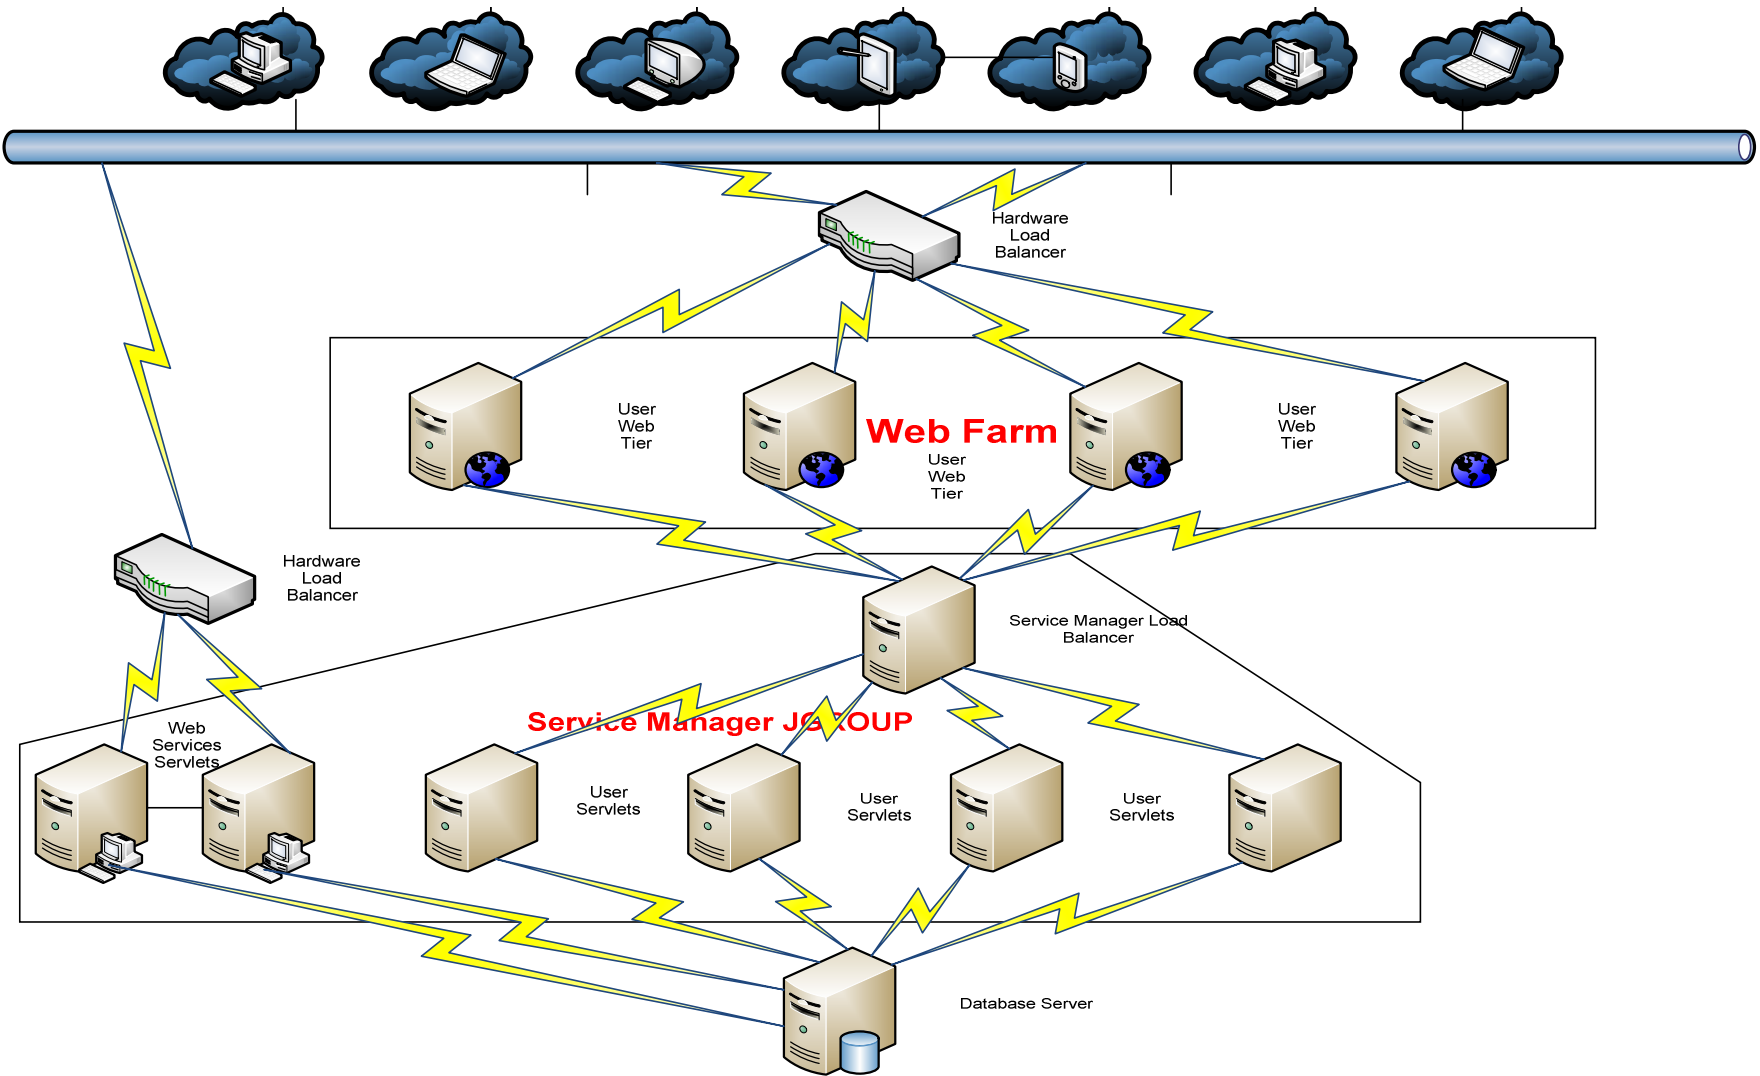 Hardware
Load
Balancer
User
Web
Tier
Web Farm
User
Web
Tier
User
Web
Tier
Hardware
Load
Balancer
Service Manager Load
Balancer
Service Manager JGROUP
Web
Services
Servlets
User
Servlets
User
Servlets
User
Servlets
Database Server